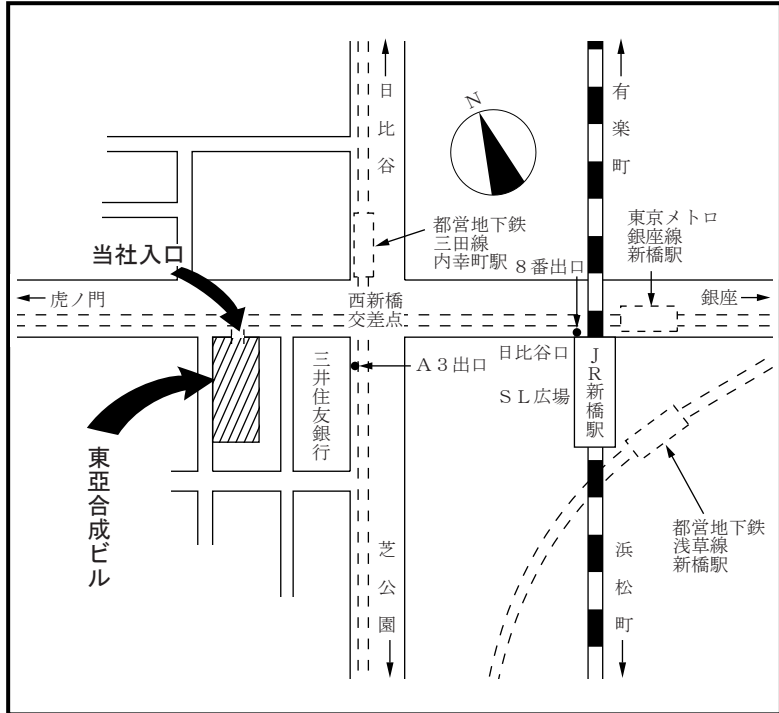 日比谷
有楽町
N
都営地下鉄
三田線
内幸町駅
東京メトロ
銀座線
新橋駅
8番出口
当社入口
虎ノ門
西新橋
交差点
銀座
三井住友銀行
A3出口
日比谷口
SL広場
JR新橋駅
東亞合成ビル
都営地下鉄
浅草線
新橋駅
芝公園
浜松町